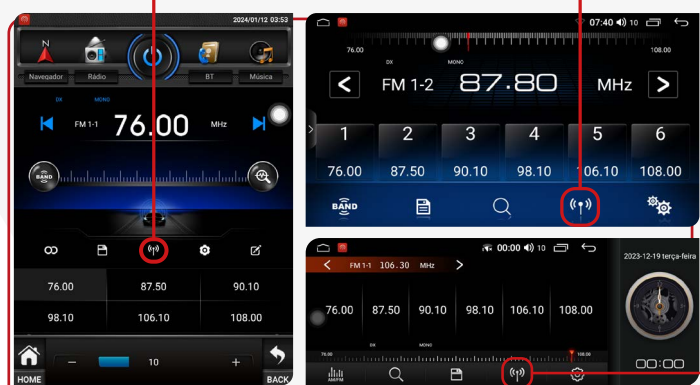 2024/01/12 03:53
Navegador Rádio BT Música
DX MONO
FM 1-1 76.00 MHz
BAND
76.00 87.50 90.10
98.10 106.10 108.00
10
HOME BACK
07:40 10
76.00 108.00
DX MONO
FM 1-2 87.80 MHz
1 2 3 4 5 6
76.00 87.50 90.10 98.10 106.10 108.00
BAND
00:00 10
FM 1-1 106.30 MHz
76.00 87.50 90.10 98.10 106.10 108.00
DX MONO
76.00 108.00
AM/FM
2023-12-19 terça-feira
00:00